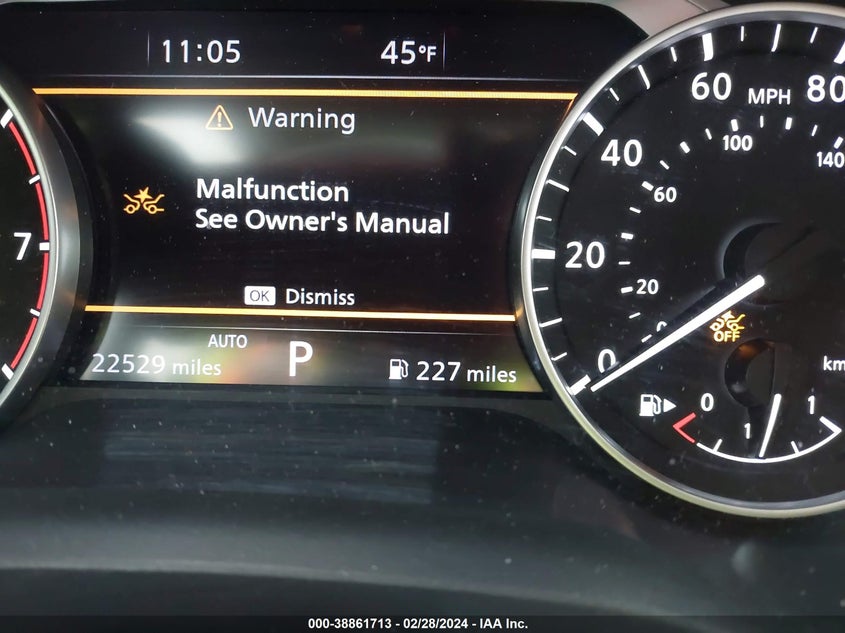 11:05 45°F
Warning
Malfunction
See Owner's Manual
OK Dismiss
AUTO
22529 miles P 227 miles
7
60 MPH 80
40 100 140
60
20 20
0 0
OFF
km
0 1 1
000-38861713 - 02/28/2024 - IAA Inc.